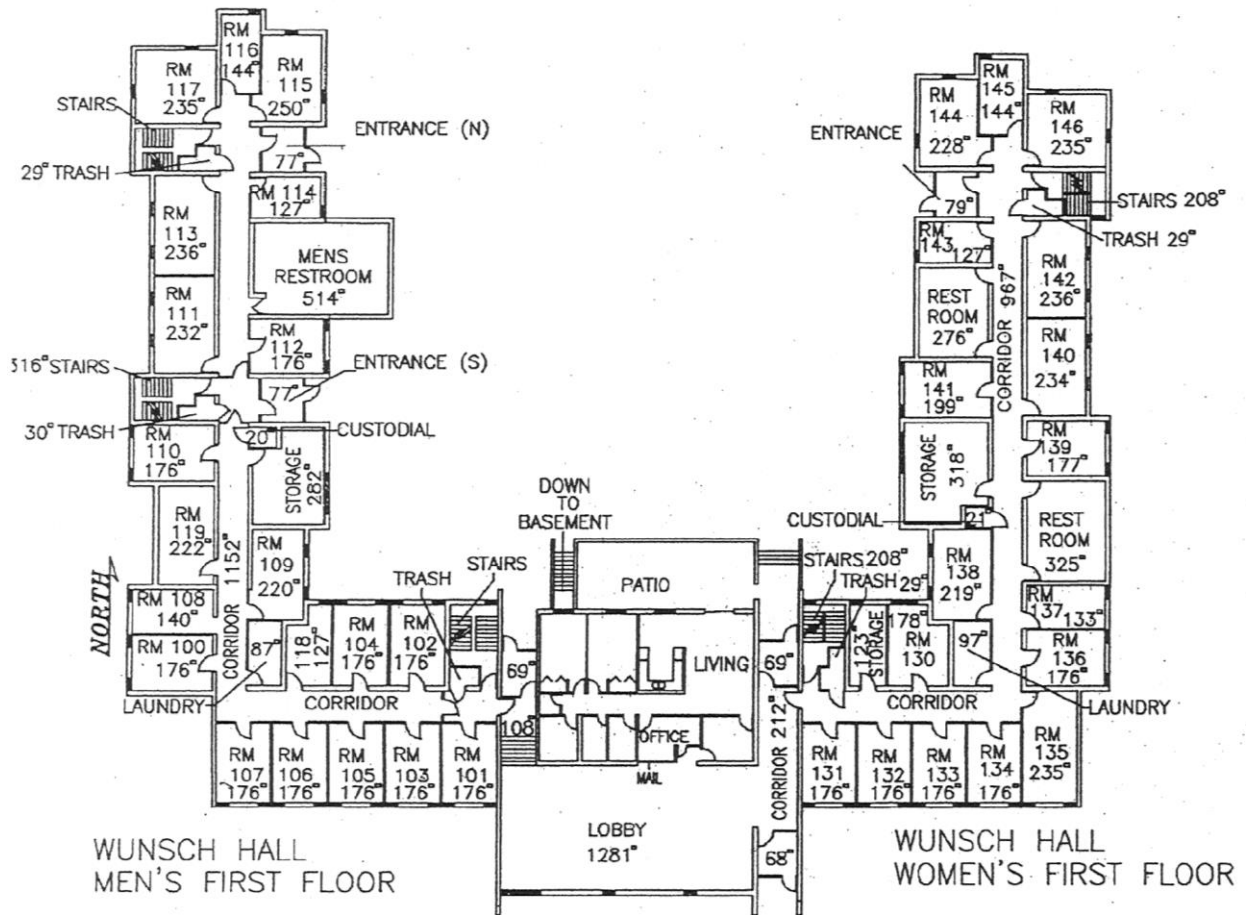 RM
116
144"
RM
117
235"
RM
115
250"
STAIRS
ENTRANCE (N)
77"
29" TRASH
RM 114
127"
RM
113
236"
MENS
RESTROOM
514"
RM
111
232"
RM
112
176"
316" STAIRS
ENTRANCE (S)
77"
30" TRASH
20"
CUSTODIAL
RM
110
176"
STORAGE
282"
RM
119
222"
RM
109
220"
CORRIDOR 1152"
NORTH
RM 108
140"
RM 100
176"
87"
118
127"
RM
104
176"
RM
102
176"
TRASH
STAIRS
LAUNDRY
CORRIDOR
RM
107
176"
RM
106
176"
RM
105
176"
RM
103
176"
RM
101
176"
WUNSCH HALL
MEN'S FIRST FLOOR
DOWN
TO
BASEMENT
PATIO
69"
LIVING
69"
108"
OFFICE
MAIL
CORRIDOR 212"
LOBBY
1281"
68"
RM
145
144"
RM
144
228"
RM
146
235"
ENTRANCE
79"
STAIRS 208"
TRASH 29"
RM
143
127"
RM
142
236"
CORRIDOR 967"
REST
ROOM
276"
RM
140
234"
RM
141
199"
RM
139
177"
STORAGE
318"
CUSTODIAL
21"
REST
ROOM
325"
STAIRS 208"
TRASH
29"
RM
138
219"
RM
137
133"
123"
STORAGE
178"
RM
130
97"
RM
136
176"
CORRIDOR
LAUNDRY
RM
131
176"
RM
132
176"
RM
133
176"
RM
134
176"
RM
135
235"
WUNSCH HALL
WOMEN'S FIRST FLOOR